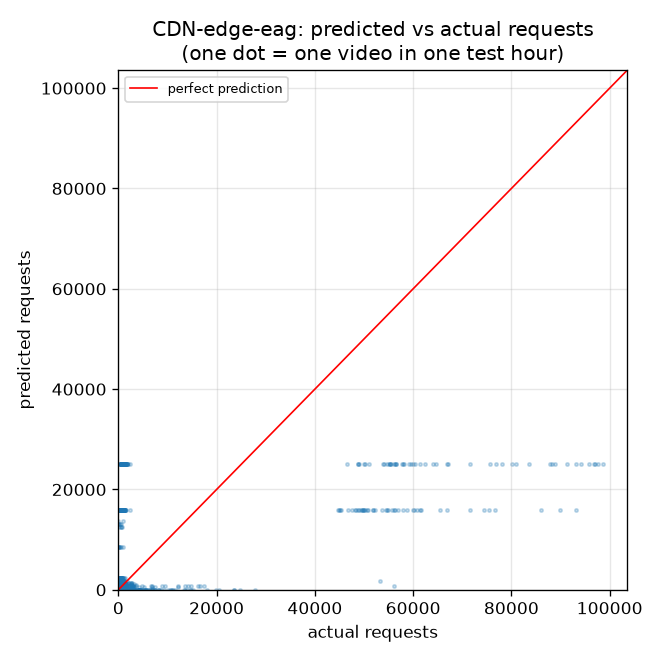 CDN-edge-eag: predicted vs actual requests
(one dot = one video in one test hour)
perfect prediction
100000
80000
60000
40000
20000
0
predicted requests
0
20000
40000
60000
80000
100000
actual requests